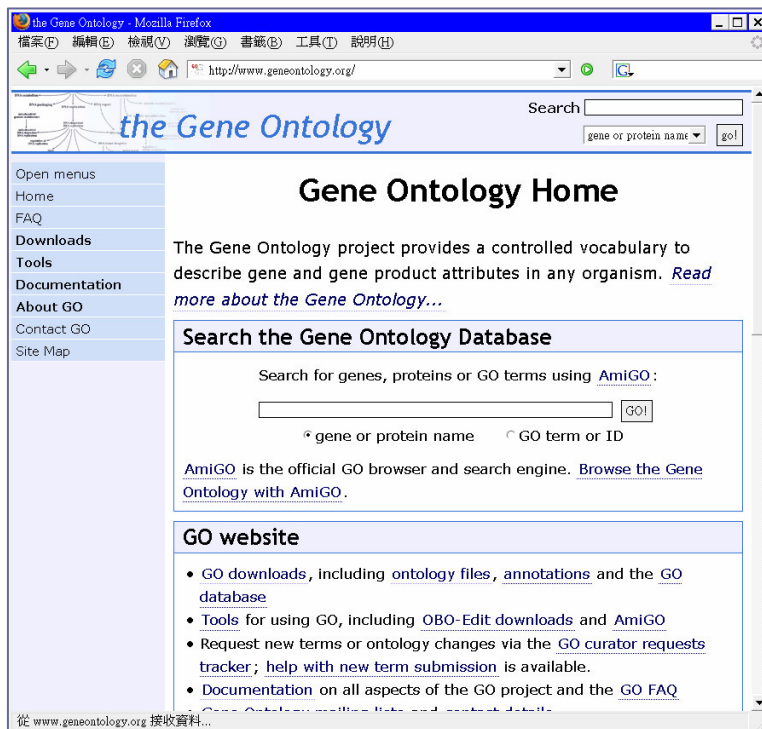 the Gene Ontology - Mozilla Firefox
檔案(F) 編輯(E) 檢視(V) 瀏覽(G) 書籤(B) 工具(T) 說明(H)
http://www.geneontology.org/
the Gene Ontology
Search
gene or protein name
go!
Open menus
Home
FAQ
Downloads
Tools
Documentation
About GO
Contact GO
Site Map
Gene Ontology Home
The Gene Ontology project provides a controlled vocabulary to
describe gene and gene product attributes in any organism. Read
more about the Gene Ontology...
Search the Gene Ontology Database
Search for genes, proteins or GO terms using AmiGO:
GO!
gene or protein name GO term or ID
AmiGO is the official GO browser and search engine. Browse the Gene
Ontology with AmiGO.
GO website
• GO downloads, including ontology files, annotations and the GO
database
• Tools for using GO, including OBO-Edit downloads and AmiGO
• Request new terms or ontology changes via the GO curator requests
tracker; help with new term submission is available.
• Documentation on all aspects of the GO project and the GO FAQ
• Gene Ontology mailing lists and contact details
從 www.geneontology.org 接收資料...